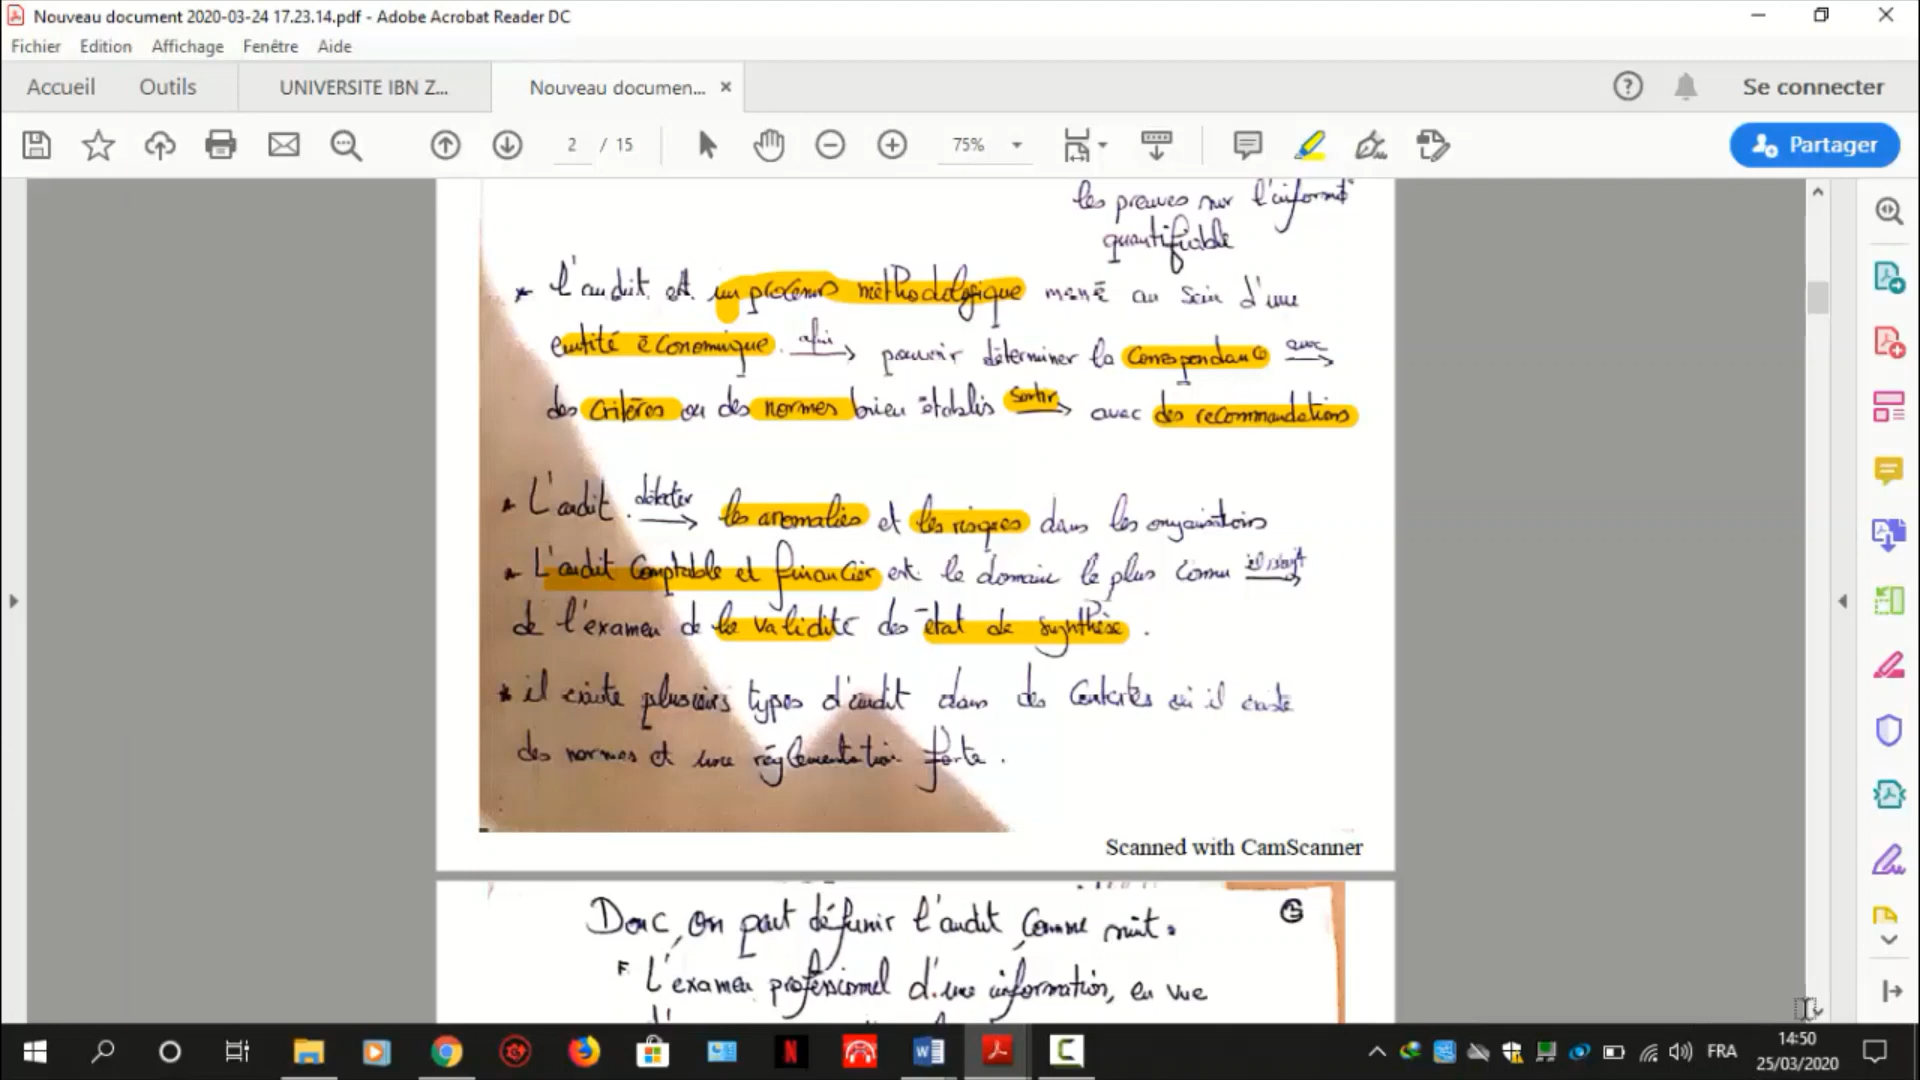 Nouveau document 2020-03-24 17.23.14.pdf - Adobe Acrobat Reader DC
Fichier Edition Affichage Fenêtre Aide
Accueil Outils UNIVERSITE IBN Z... Nouveau documen... × Se connecter
2 / 15 75% Partager
les preuves sur l'informat°
quantifiable
* l'audit est un processus méthodologique mené au sein d'une
entité économique afin → pouvoir déterminer la correspondance avec →
des critères ou des normes bien établis sortir → avec des recommandations
* L'audit détecter → les anomalies et les risques dans les organisations
* L'audit Comptable et financier est le domaine le plus connu il s'agit →
de l'examen de la validité des état de synthèse .
* il existe plusieurs types d'audit dans des contextes où il existe
des normes et une réglementation forte .
Scanned with CamScanner
Donc, on peut définir l'audit comme suit :
L'examen professionnel d'une information, en vue
FRA
14:50
25/03/2020